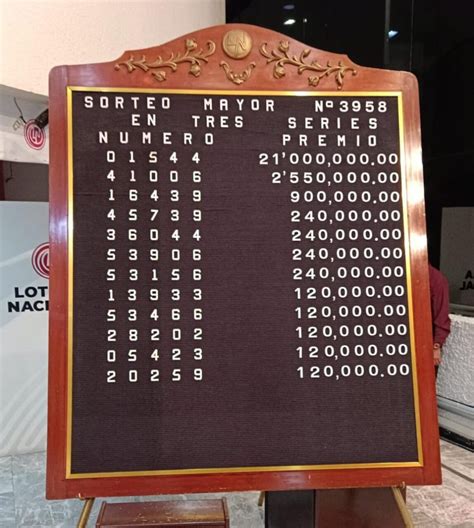 SORTEO MAYOR Nº3958
EN TRES SERIES
NUMERO PREMIO
01544 21'000,000.00
41006 2'550,000.00
16439 900,000.00
45739 240,000.00
36044 240,000.00
53906 240,000.00
53156 240,000.00
13933 120,000.00
53466 120,000.00
28202 120,000.00
05423 120,000.00
20259 120,000.00
LOT
NAC